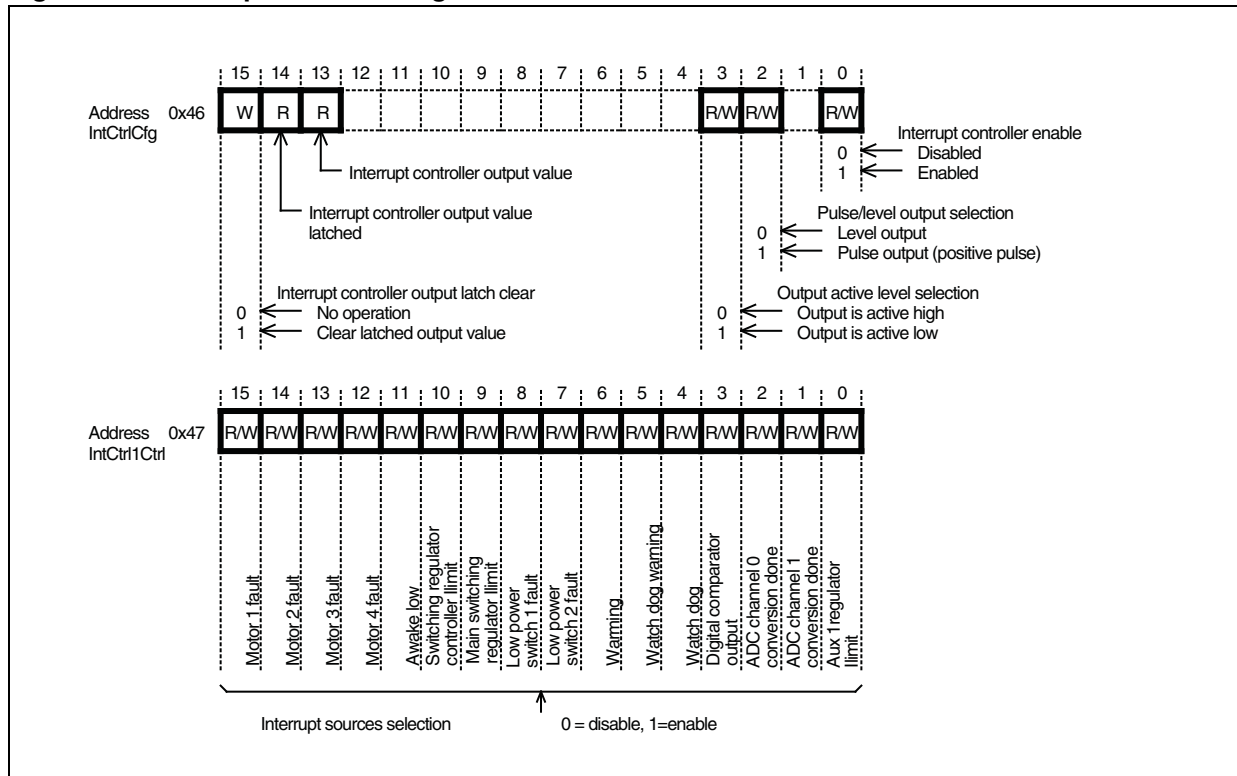 15 14 13 12 11 10 9 8 7 6 5 4 3 2 1 0
Address 0x46
IntCtrlCfg
W R R R/W R/W R/W
Interrupt controller enable
0 Disabled
1 Enabled
Interrupt controller output value
Interrupt controller output value
latched
Pulse/level output selection
0 Level output
1 Pulse output (positive pulse)
Interrupt controller output latch clear
0 No operation
1 Clear latched output value
Output active level selection
0 Output is active high
1 Output is active low
15 14 13 12 11 10 9 8 7 6 5 4 3 2 1 0
Address 0x47
IntCtrl1Ctrl
R/W R/W R/W R/W R/W R/W R/W R/W R/W R/W R/W R/W R/W R/W R/W R/W
Motor 1 fault
Motor 2 fault
Motor 3 fault
Motor 4 fault
Awake low
Switching regulator
controller Ilimit
Main switching
regulator Ilimit
Low power
switch 1 fault
Low power
switch 2 fault
Warming
Watch dog warning
Watch dog
Digital comparator
output
ADC channel 0
conversion done
ADC channel 1
conversion done
Aux 1 regulator
Ilimit
Interrupt sources selection 0 = disable, 1=enable